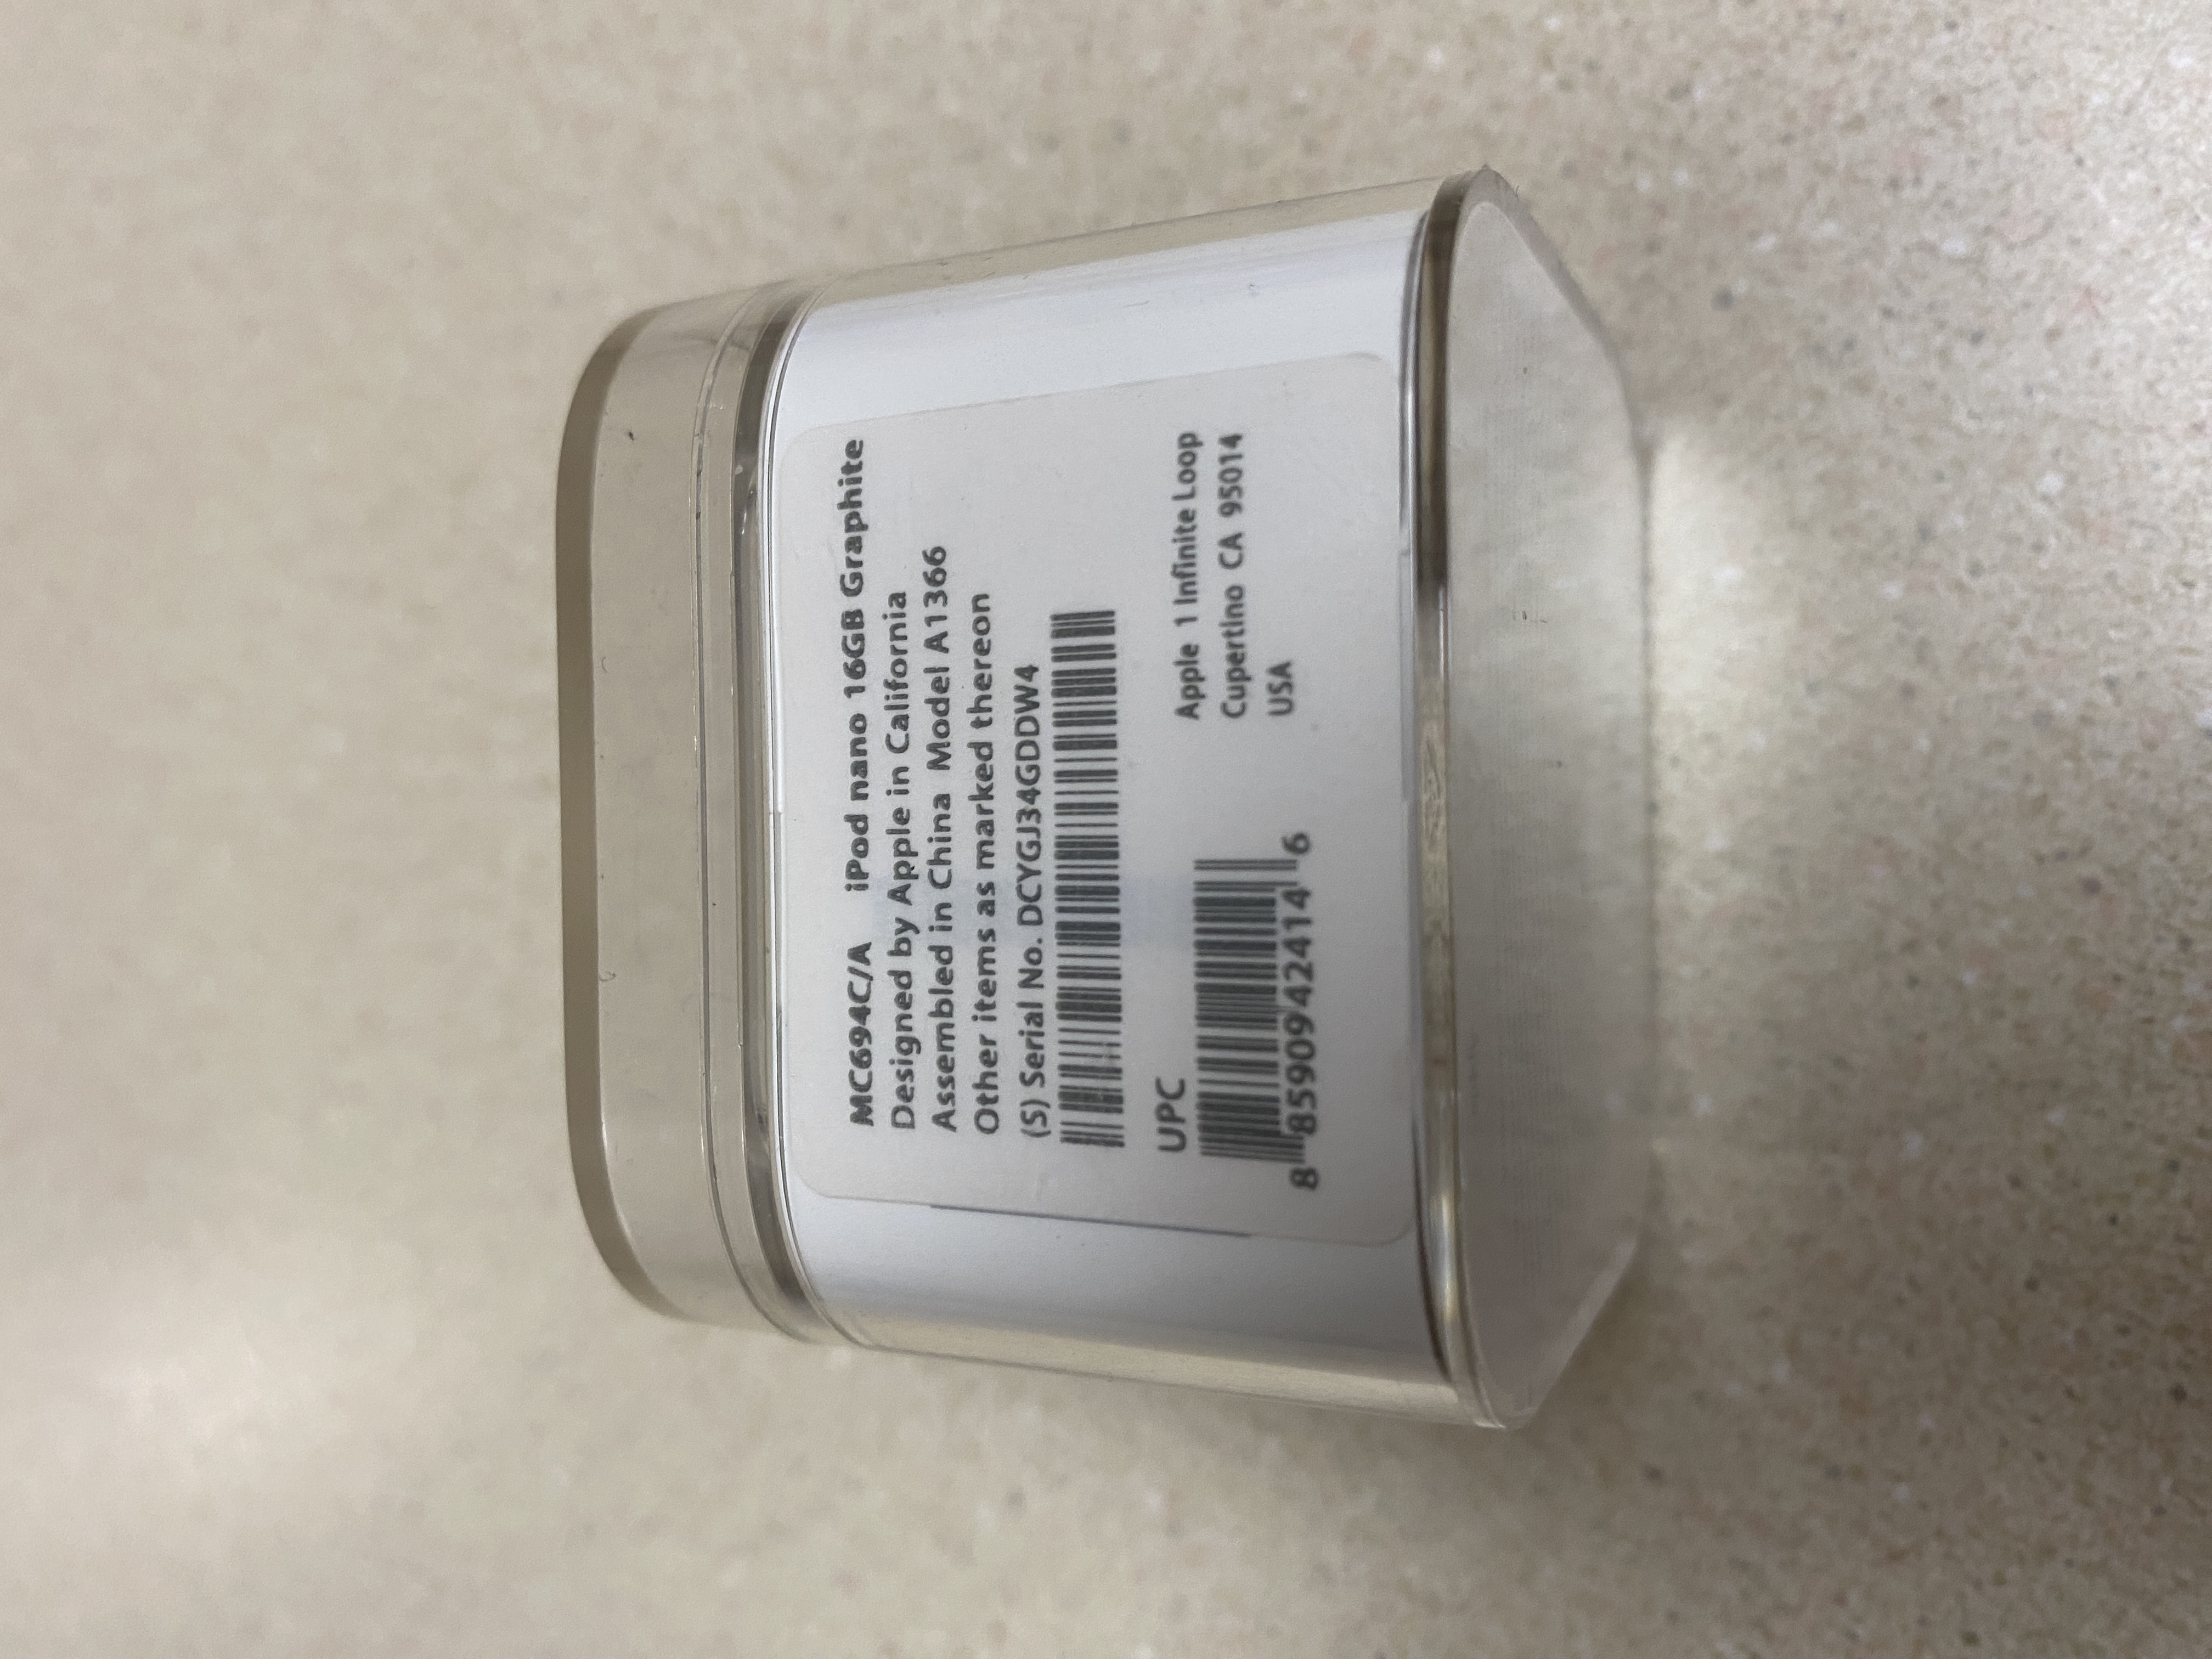 MC694C/A iPod nano 16GB Graphite
Designed by Apple in California
Assembled in China Model A1366
Other items as marked thereon
(S) Serial No. DCYGJ34GDDW4
UPC
8 85909 42414 6
Apple 1 Infinite Loop
Cupertino CA 95014
USA